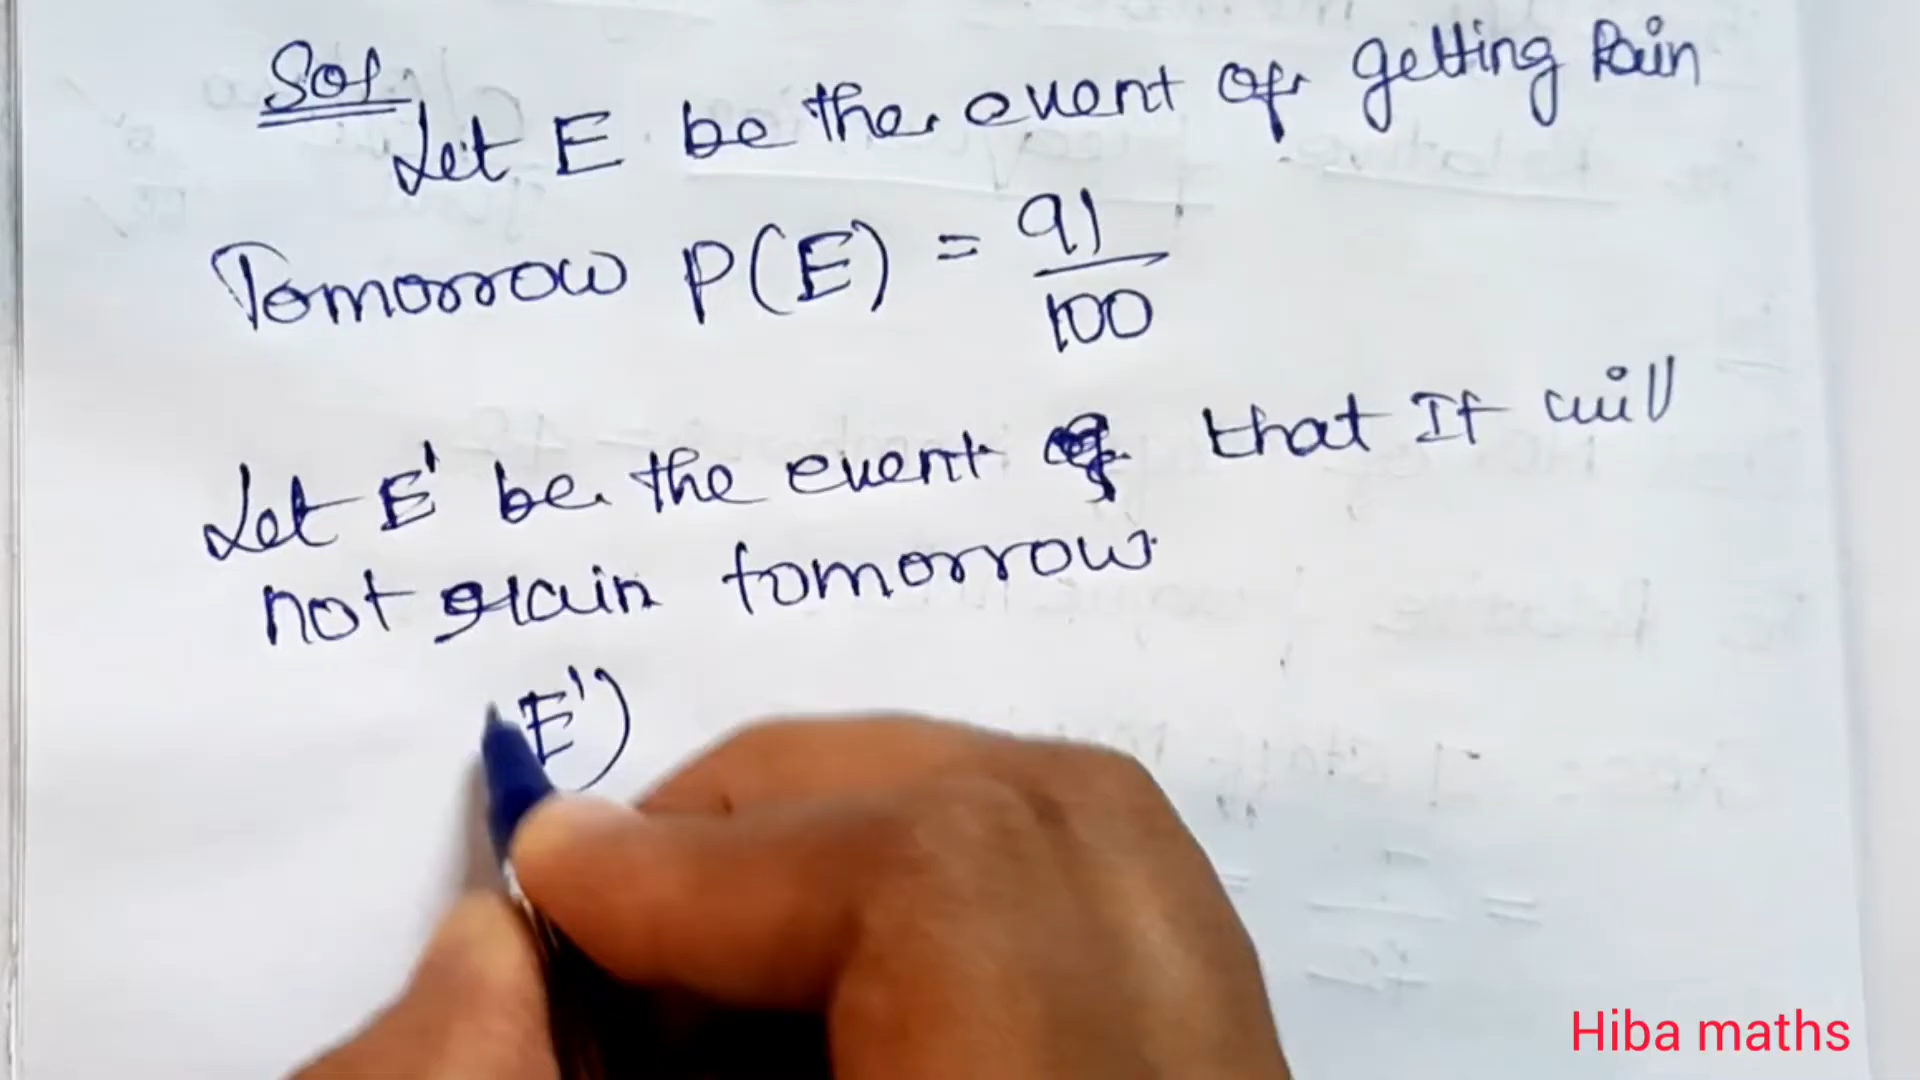 Sol.
Let E be the event of getting Rain
Tomorrow P(E) = 91/100
Let E' be the event that It will
not rain tomorrow.
E')
Hiba maths